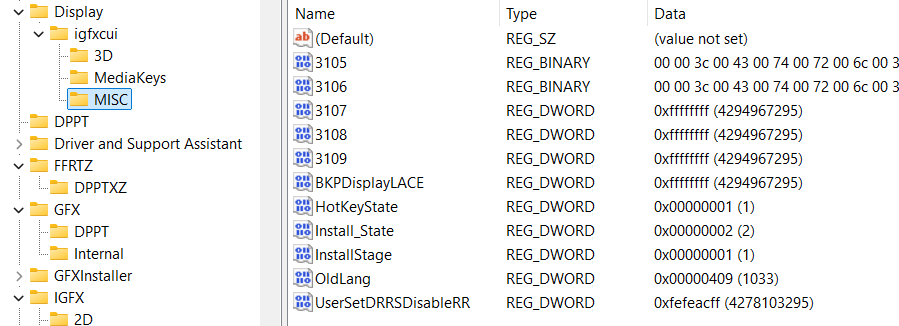 Display
igfxcui
3D
MediaKeys
MISC
DPPT
Driver and Support Assistant
FFRTZ
DPPTXZ
GFX
DPPT
Internal
GFXInstaller
IGFX
2D
Name Type Data
(Default) REG_SZ (value not set)
3105 REG_BINARY 00 00 3c 00 43 00 74 00 72 00 6c 00 3
3106 REG_BINARY 00 00 3c 00 43 00 74 00 72 00 6c 00 3
3107 REG_DWORD 0xffffffff (4294967295)
3108 REG_DWORD 0xffffffff (4294967295)
3109 REG_DWORD 0xffffffff (4294967295)
BKPDisplayLACE REG_DWORD 0xffffffff (4294967295)
HotKeyState REG_DWORD 0x00000001 (1)
Install_State REG_DWORD 0x00000002 (2)
InstallStage REG_DWORD 0x00000001 (1)
OldLang REG_DWORD 0x00000409 (1033)
UserSetDRRSDisableRR REG_DWORD 0xfefeacff (4278103295)